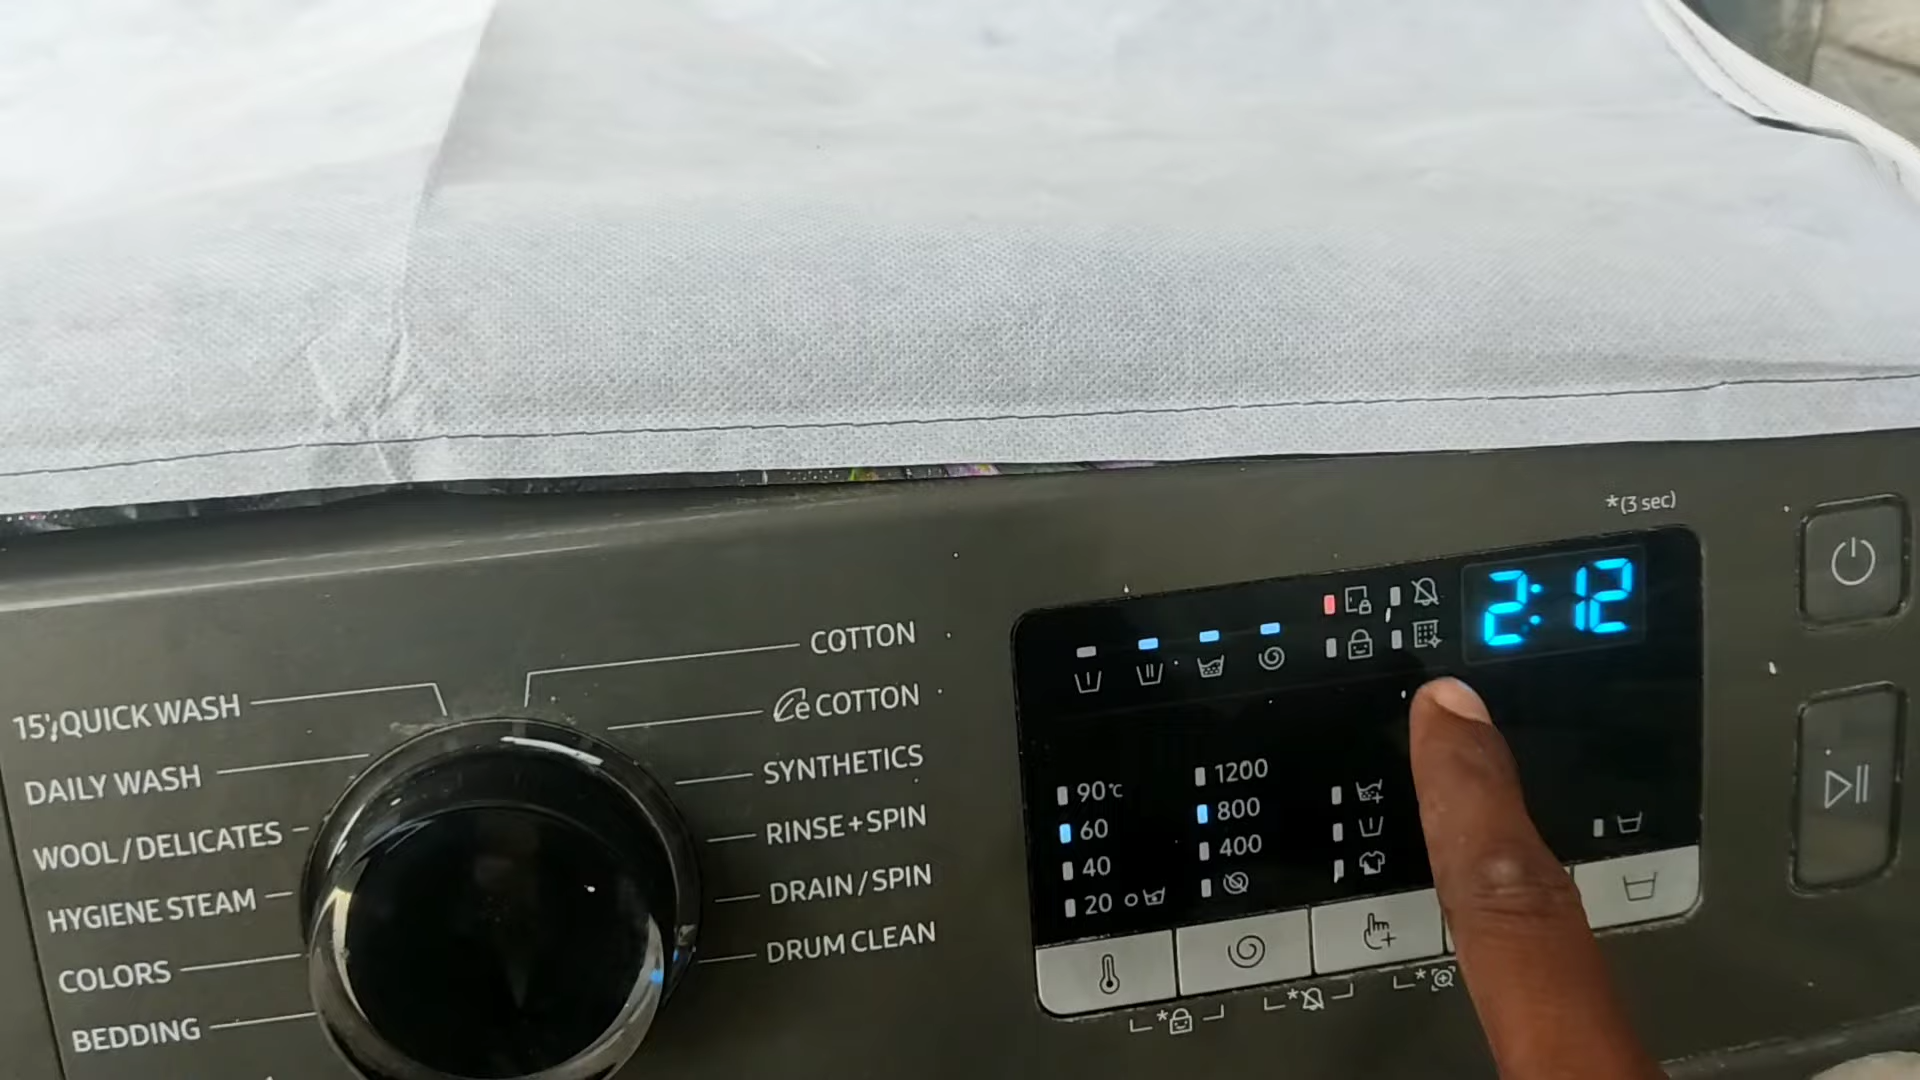 *(3 sec)
2:12
COTTON
e COTTON
SYNTHETICS
RINSE+SPIN
DRAIN/SPIN
DRUM CLEAN
15' QUICK WASH
DAILY WASH
WOOL/DELICATES
HYGIENE STEAM
COLORS
BEDDING
90°C
60
40
20
1200
800
400